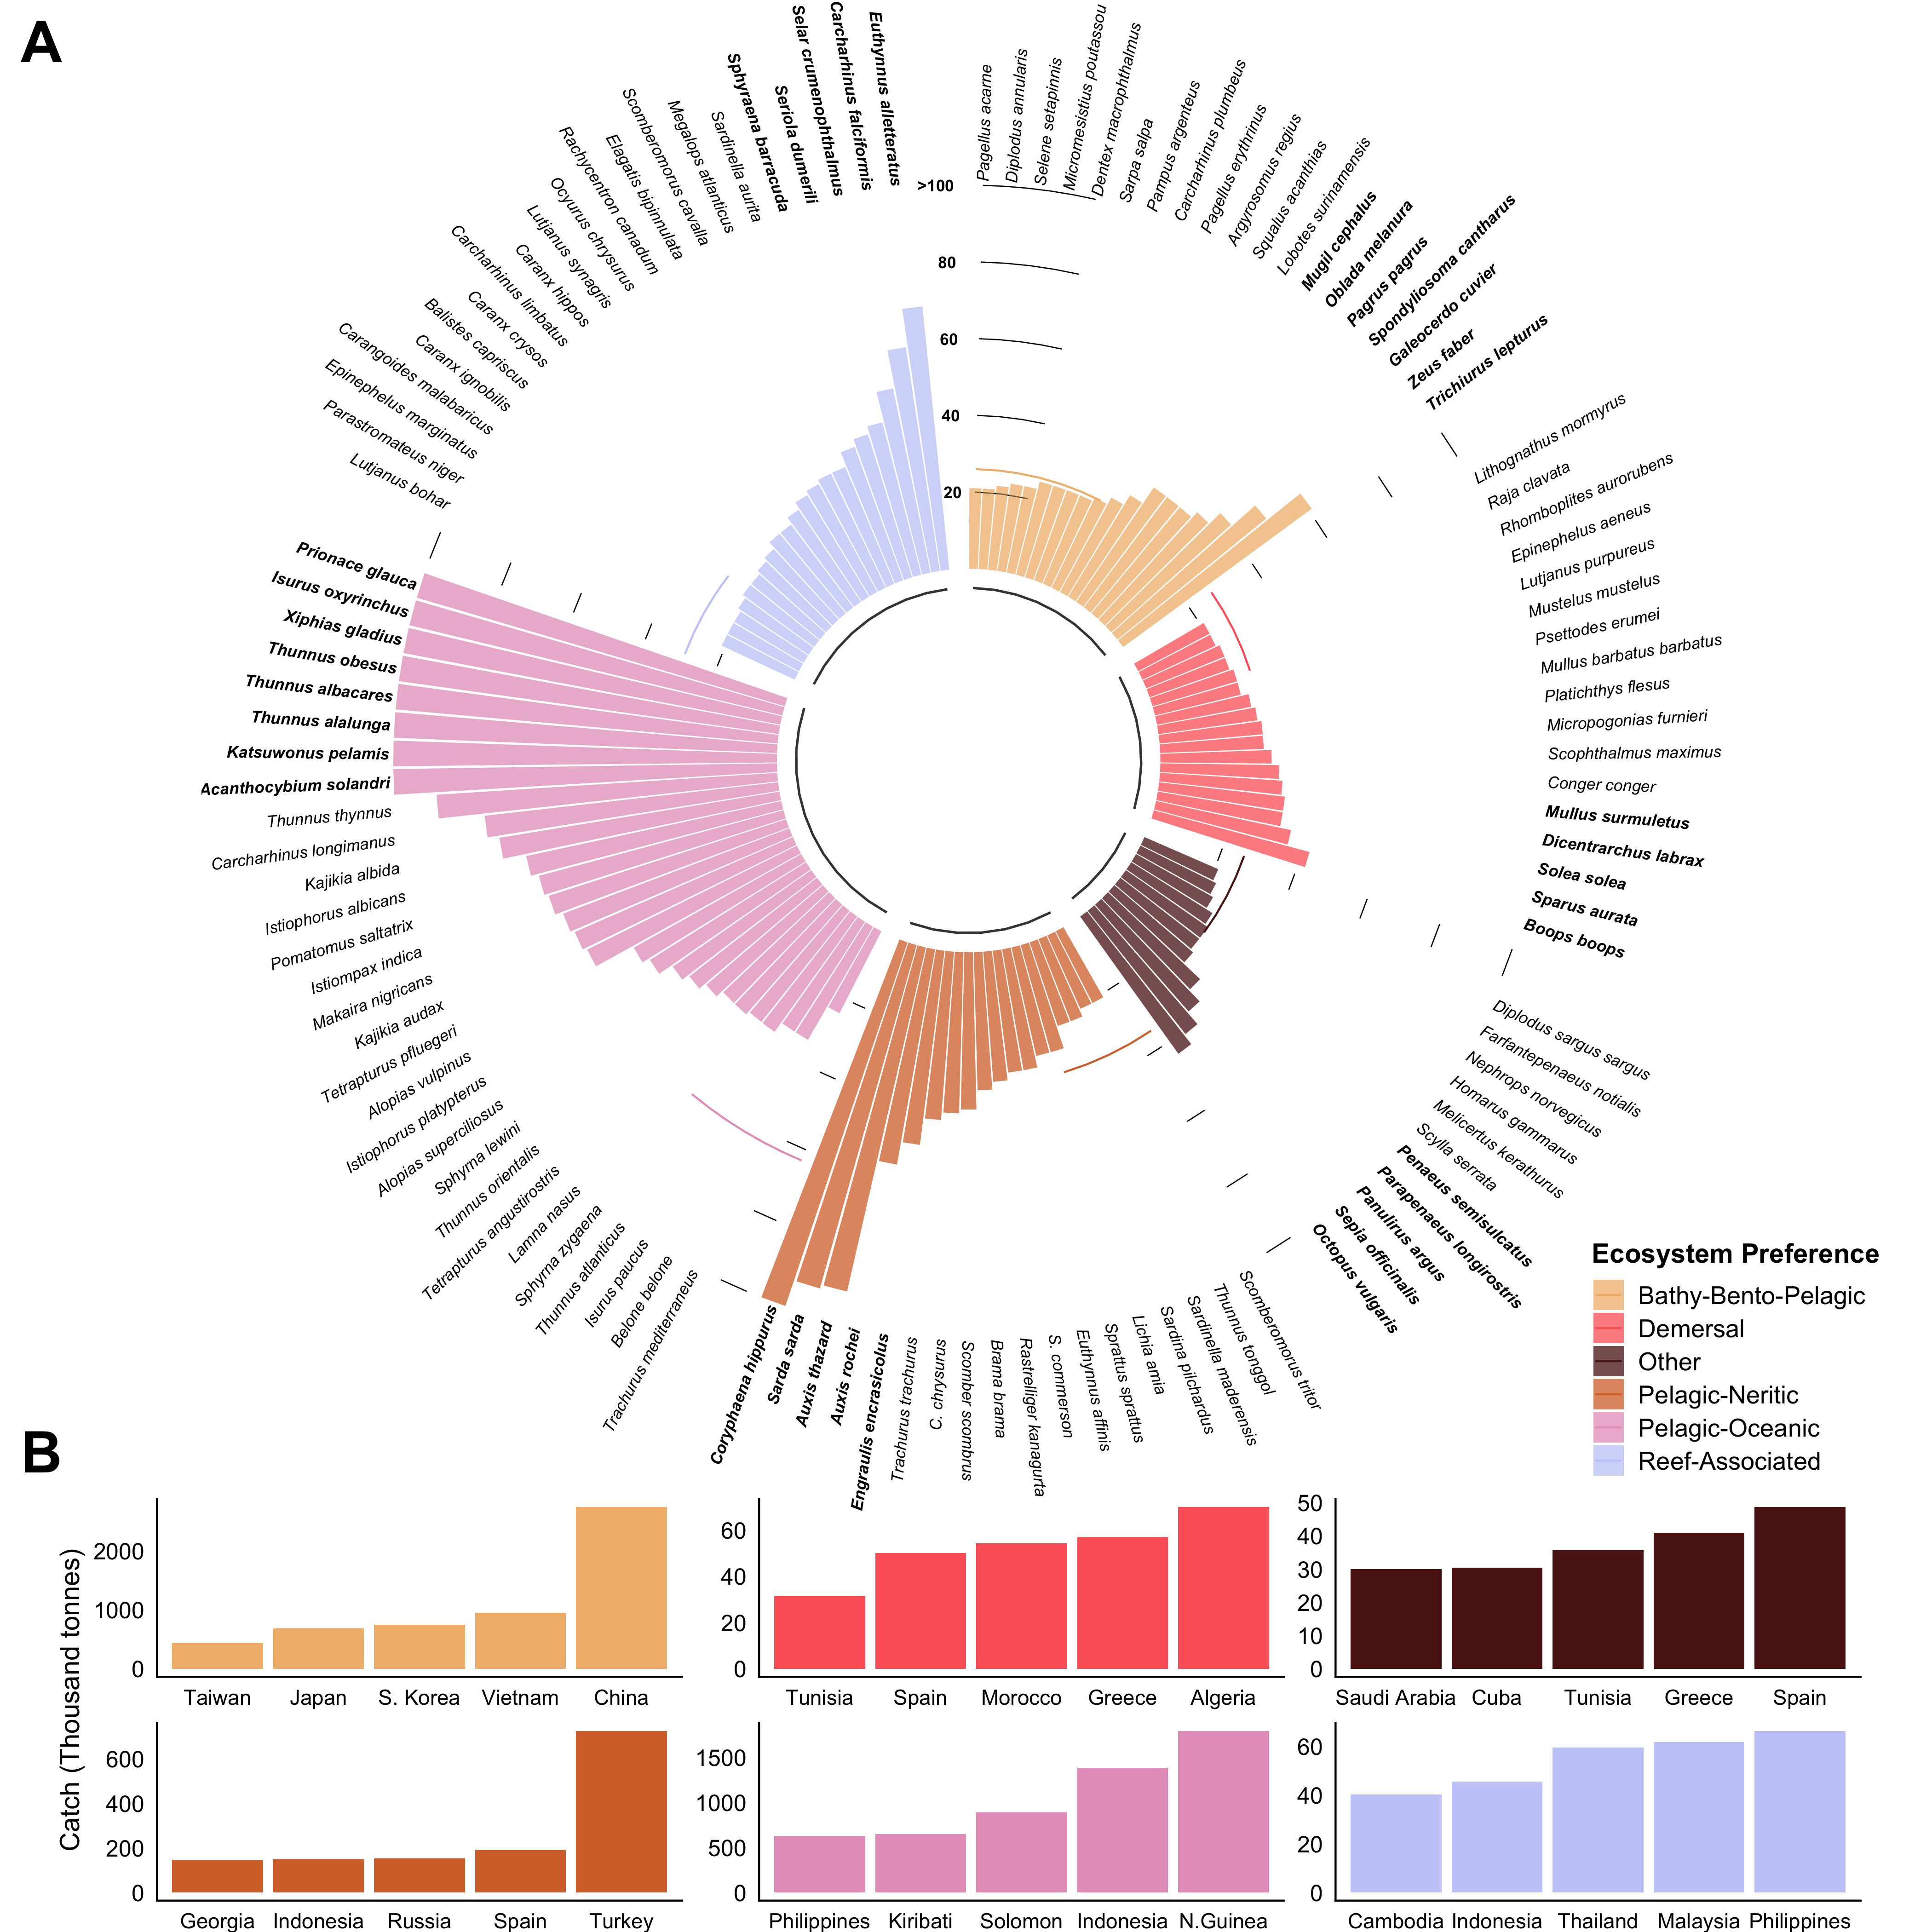 A
Pagellus acarne
Diplodus annularis
Selene setapinnis
Micromesistius poutassou
Dentex macrophthalmus
Sarpa salpa
Pampus argenteus
Carcharhinus plumbeus
Pagellus erythrinus
Argyrosomus regius
Squalus acanthias
Lobotes surinamensis
Mugil cephalus
Oblada melanura
Pagrus pagrus
Spondyliosoma cantharus
Galeocerdo cuvier
Zeus faber
Trichiurus lepturus
Lithognathus mormyrus
Raja clavata
Rhomboplites aurorubens
Epinephelus aeneus
Lutjanus purpureus
Mustelus mustelus
Psettodes erumei
Mullus barbatus barbatus
Platichthys flesus
Micropogonias furnieri
Scophthalmus maximus
Conger conger
Mullus surmuletus
Dicentrarchus labrax
Solea solea
Sparus aurata
Boops boops
Diplodus sargus sargus
Farfantepenaeus notialis
Nephrops norvegicus
Homarus gammarus
Melicertus kerathurus
Scylla serrata
Penaeus semisulcatus
Parapenaeus longirostris
Panulirus argus
Sepia officinalis
Octopus vulgaris
Scomberomorus tritor
Thunnus tonggol
Sardinella maderensis
Sardina pilchardus
Lichia amia
Sprattus sprattus
Euthynnus affinis
S. commerson
Rastrelliger kanagurta
Brama brama
Scomber scombrus
C. chrysurus
Trachurus trachurus
Engraulis encrasicolus
Auxis rochei
Auxis thazard
Sarda sarda
Coryphaena hippurus
Trachurus mediterraneus
Belone belone
Isurus paucus
Thunnus atlanticus
Sphyrna zygaena
Lamna nasus
Tetrapturus angustirostris
Thunnus orientalis
Sphyrna lewini
Alopias superciliosus
Istiophorus platypterus
Alopias vulpinus
Tetrapturus pfluegeri
Kajikia audax
Makaira nigricans
Istiompax indica
Pomatomus saltatrix
Istiophorus albicans
Kajikia albida
Carcharhinus longimanus
Thunnus thynnus
Acanthocybium solandri
Katsuwonus pelamis
Thunnus alalunga
Thunnus albacares
Thunnus obesus
Xiphias gladius
Isurus oxyrinchus
Prionace glauca
Lutjanus bohar
Parastromateus niger
Epinephelus marginatus
Carangoides malabaricus
Caranx ignobilis
Balistes capriscus
Caranx crysos
Carcharhinus limbatus
Caranx hippos
Lutjanus synagris
Ocyurus chrysurus
Rachycentron canadum
Elagatis bipinnulata
Scomberomorus cavalla
Megalops atlanticus
Sardinella aurita
Sphyraena barracuda
Seriola dumerili
Selar crumenophthalmus
Carcharhinus falciformis
Euthynnus alletteratus
>100
80
60
40
20
Ecosystem Preference
Bathy-Bento-Pelagic
Demersal
Other
Pelagic-Neritic
Pelagic-Oceanic
Reef-Associated
B
Catch (Thousand tonnes)
2000
1000
0
Taiwan Japan S. Korea Vietnam China
60
40
20
0
Tunisia Spain Morocco Greece Algeria
50
40
30
20
10
0
Saudi Arabia Cuba Tunisia Greece Spain
600
400
200
0
Georgia Indonesia Russia Spain Turkey
1500
1000
500
0
Philippines Kiribati Solomon Indonesia N.Guinea
60
40
20
0
Cambodia Indonesia Thailand Malaysia Philippines